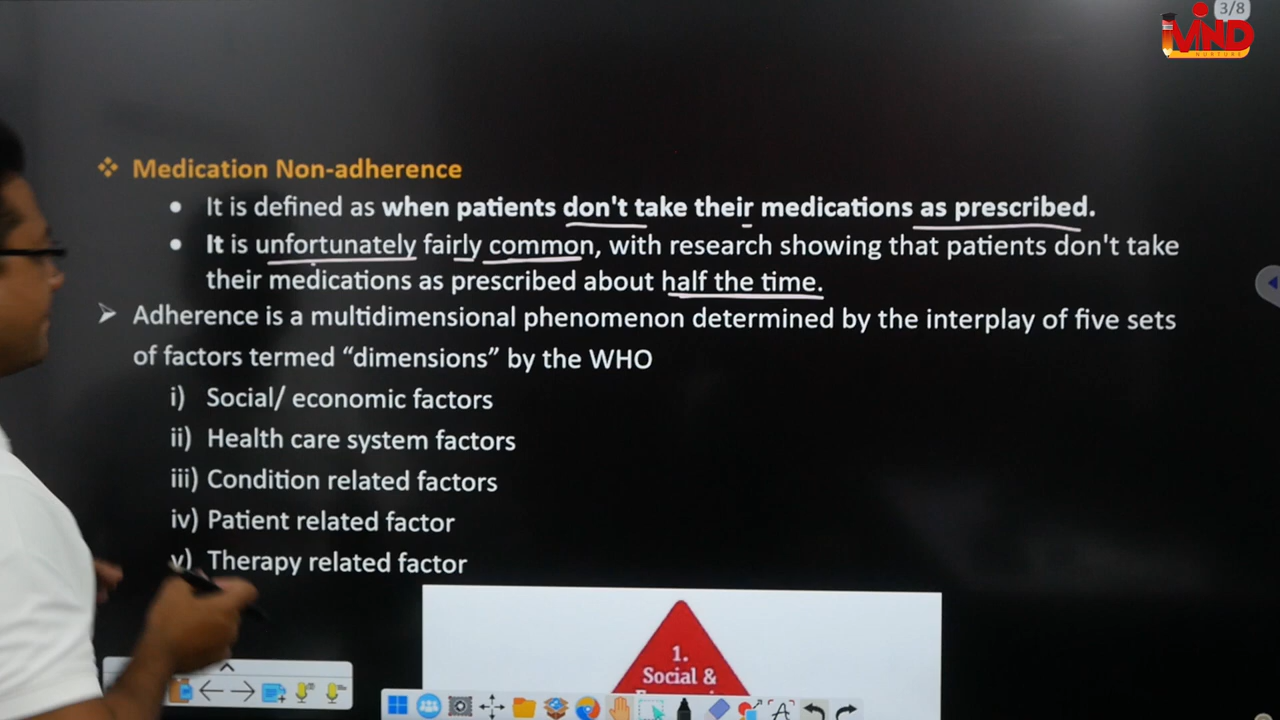 3/8
MIND
NURTURE
❖ Medication Non-adherence
• It is defined as when patients don't take their medications as prescribed.
• It is unfortunately fairly common, with research showing that patients don't take
their medications as prescribed about half the time.
➢ Adherence is a multidimensional phenomenon determined by the interplay of five sets
of factors termed “dimensions” by the WHO
i) Social/ economic factors
ii) Health care system factors
iii) Condition related factors
iv) Patient related factor
v) Therapy related factor
1.
Social &